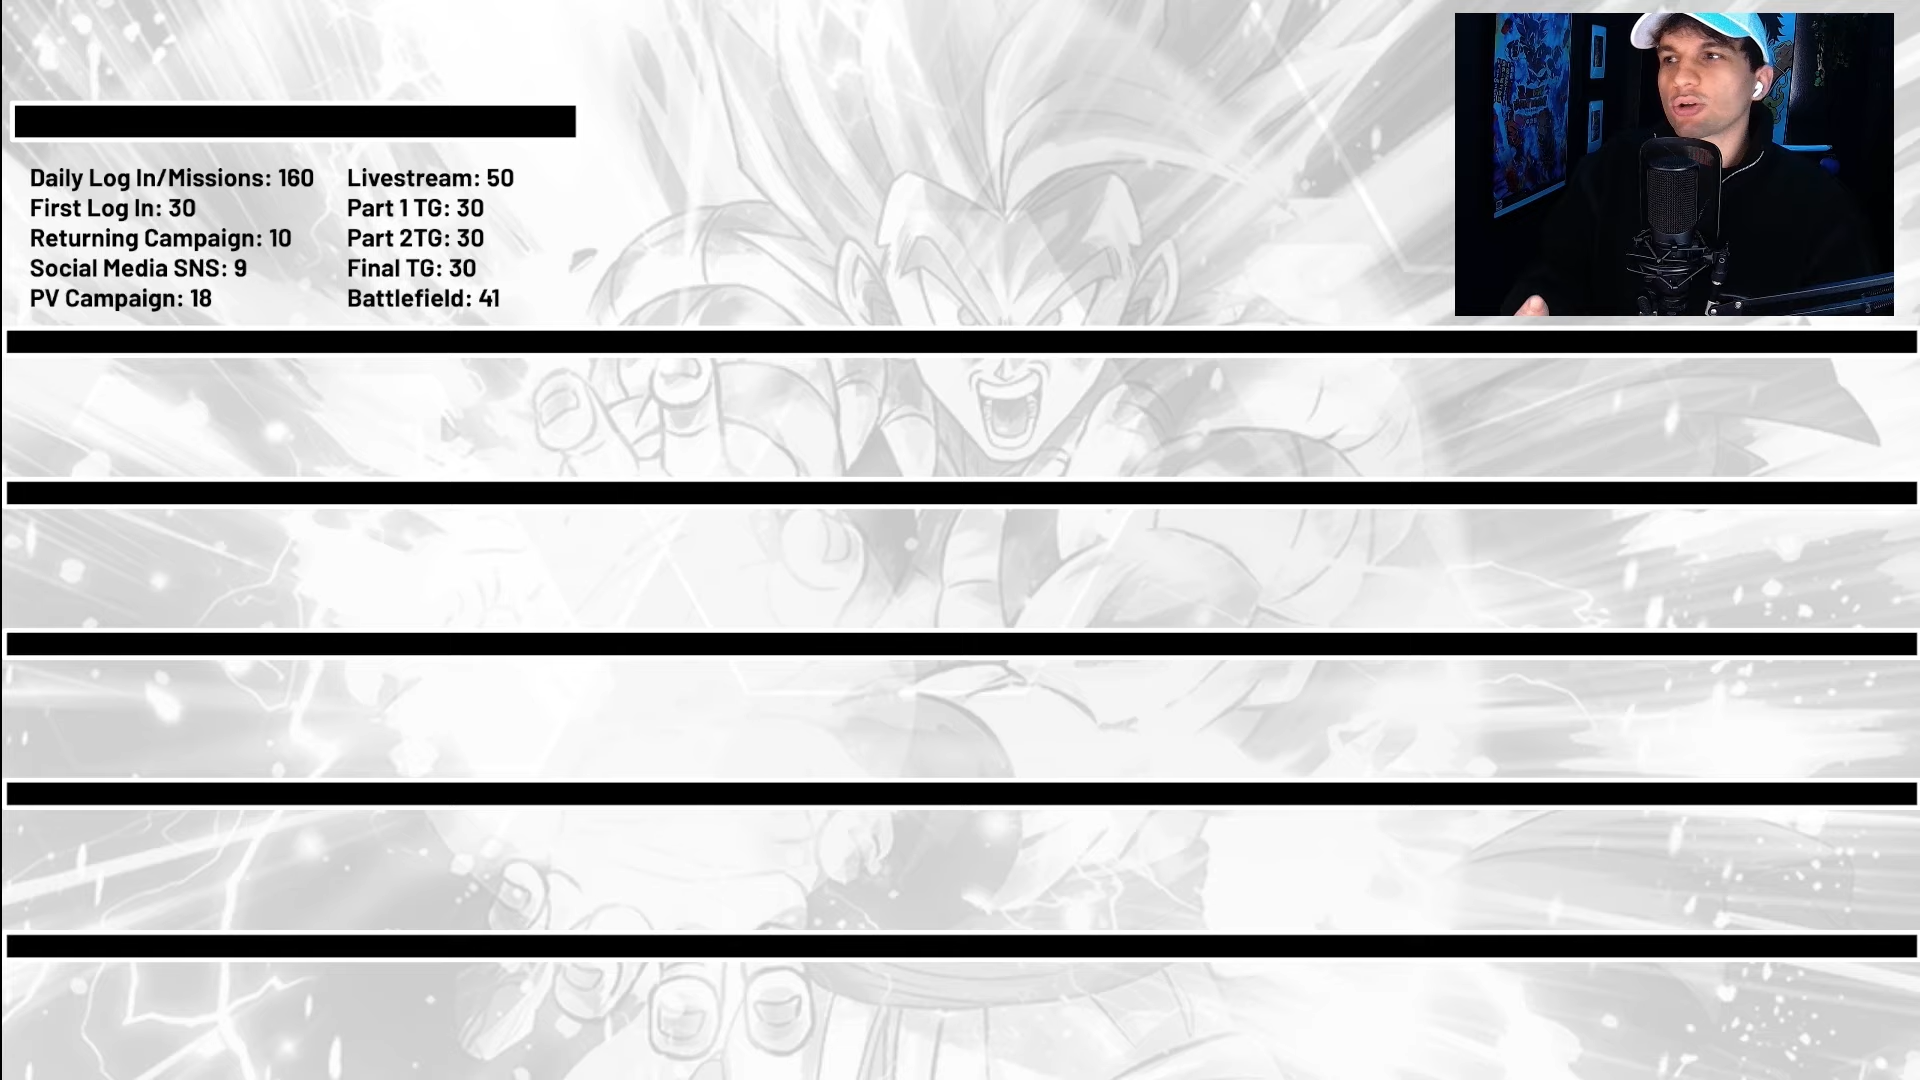 Daily Log In/Missions: 160
First Log In: 30
Returning Campaign: 10
Social Media SNS: 9
PV Campaign: 18
Livestream: 50
Part 1 TG: 30
Part 2TG: 30
Final TG: 30
Battlefield: 41